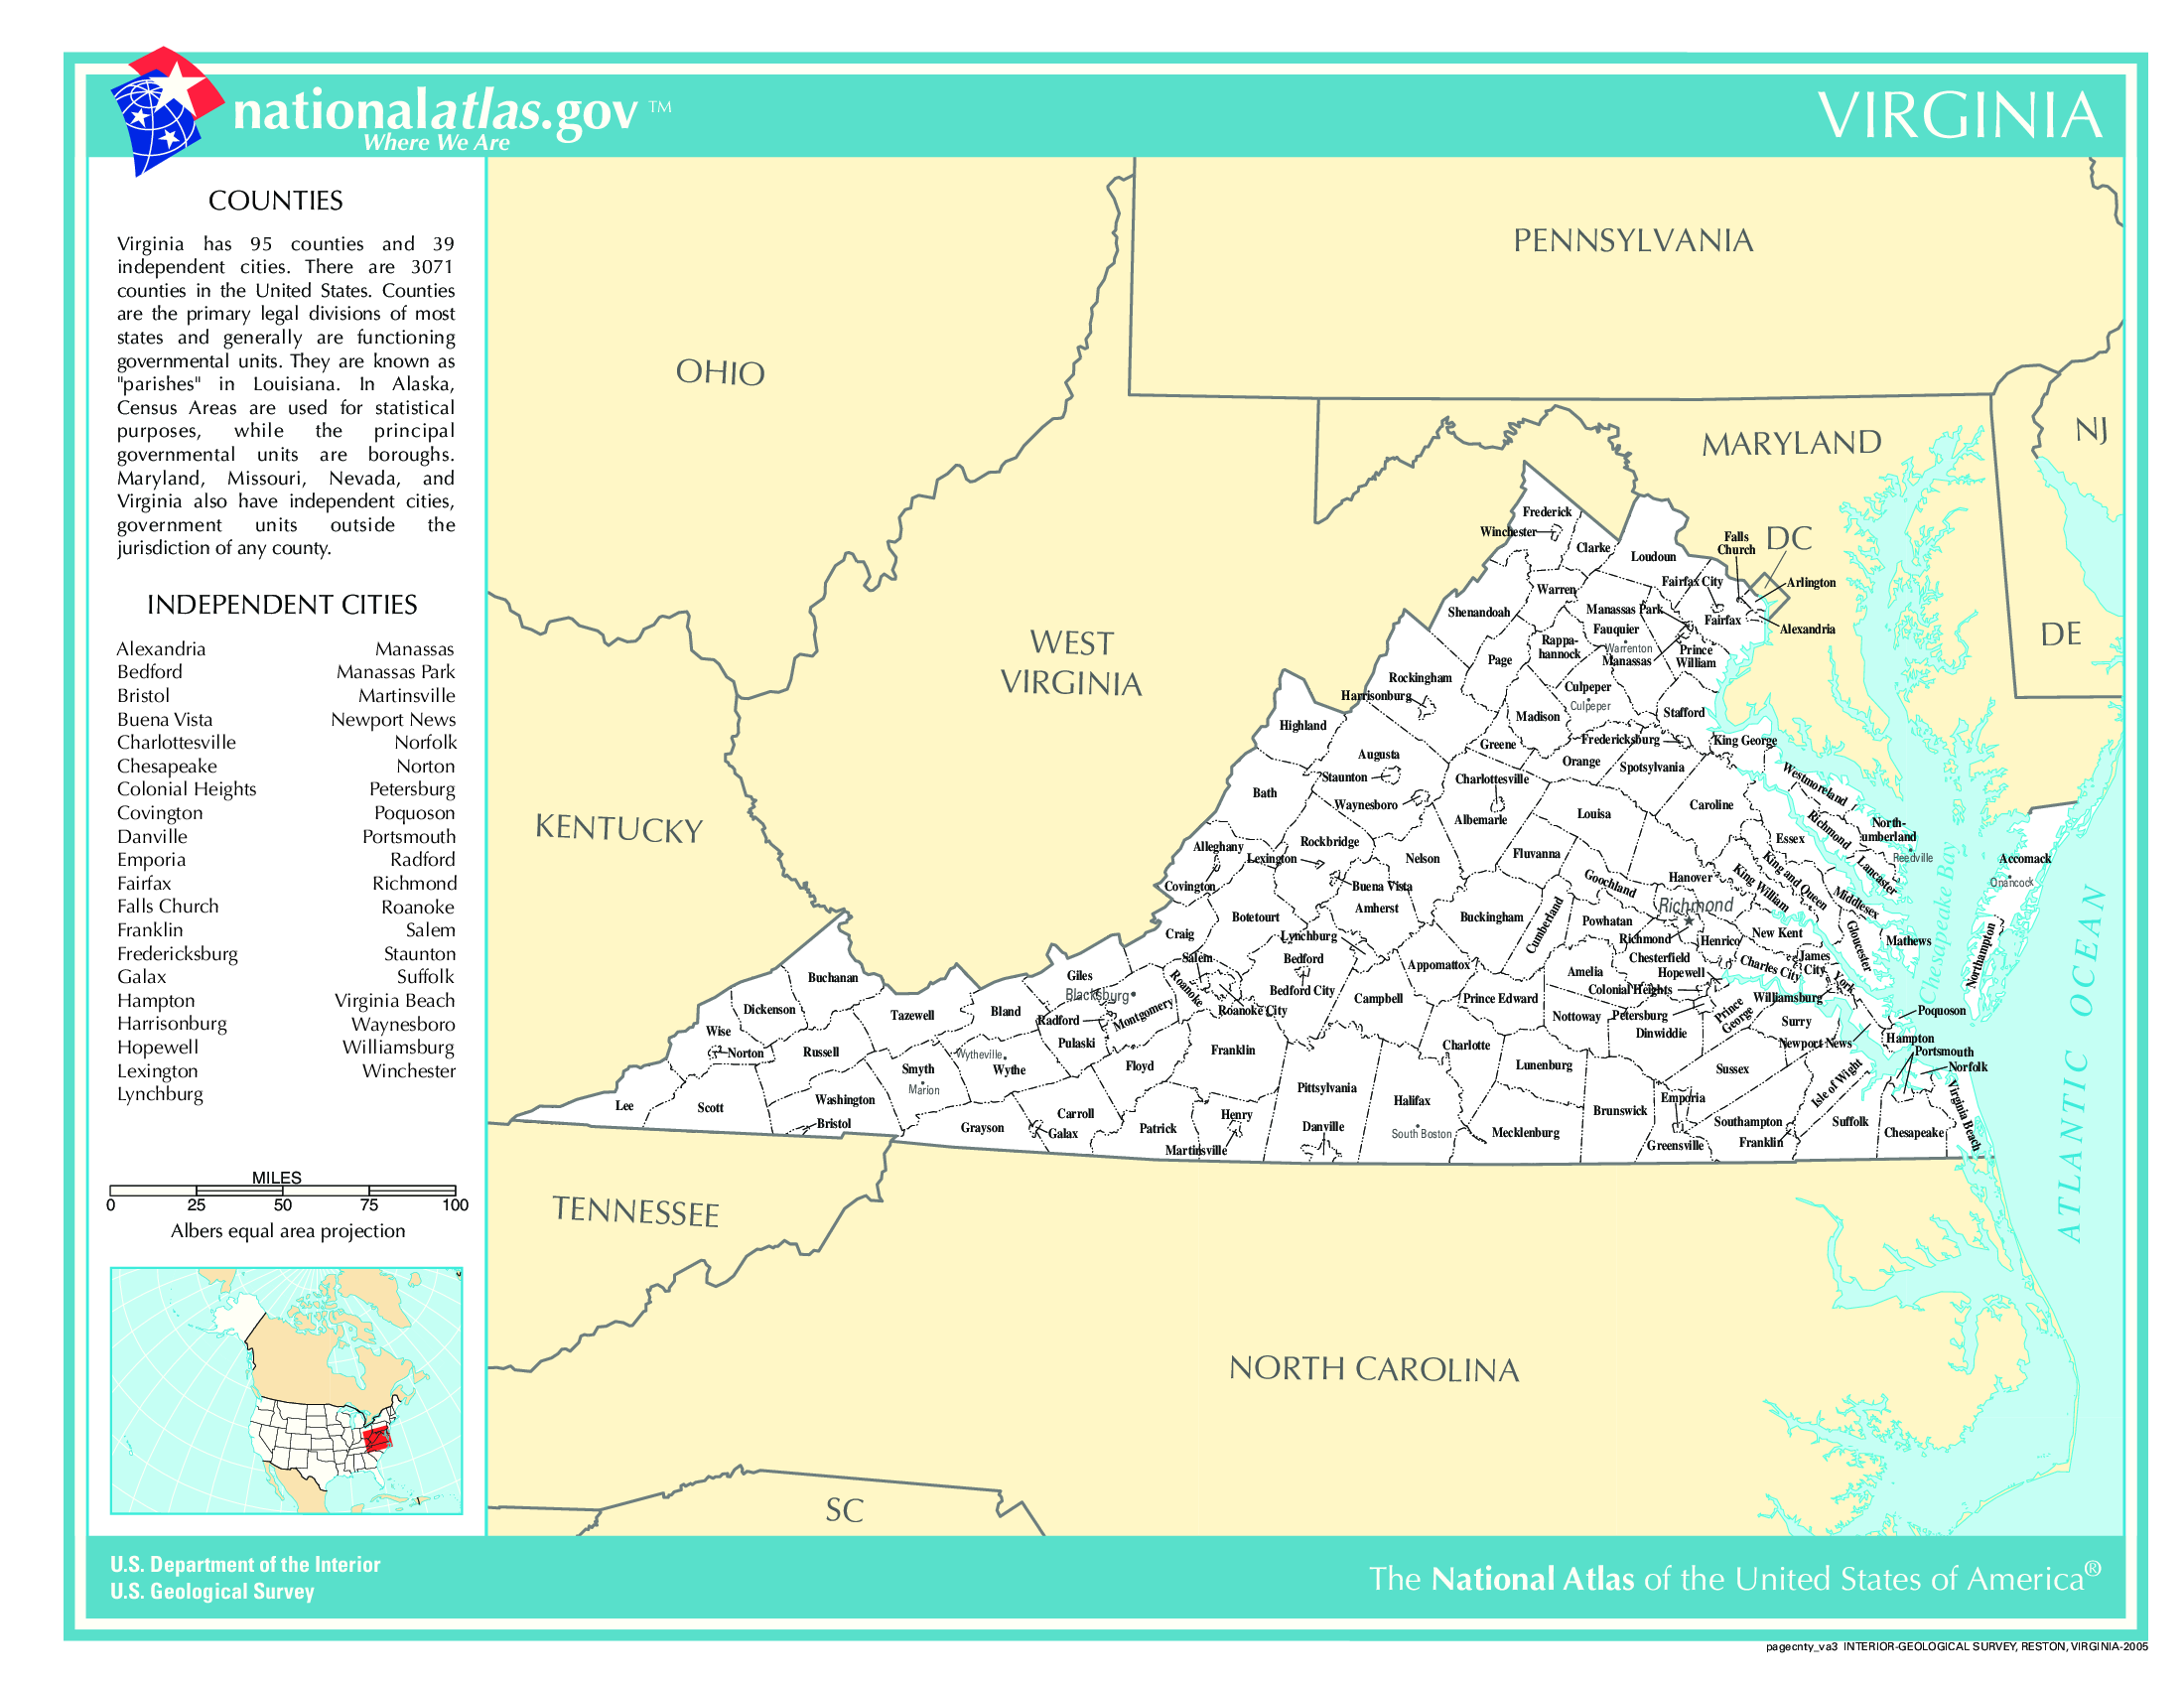 nationalatlas.gov ™
Where We Are
VIRGINIA
COUNTIES
Virginia has 95 counties and 39
independent cities. There are 3071
counties in the United States. Counties
are the primary legal divisions of most
states and generally are functioning
governmental units. They are known as
"parishes" in Louisiana. In Alaska,
Census Areas are used for statistical
purposes, while the principal
governmental units are boroughs.
Maryland, Missouri, Nevada, and
Virginia also have independent cities,
government units outside the
jurisdiction of any county.
INDEPENDENT CITIES
Alexandria Manassas
Bedford Manassas Park
Bristol Martinsville
Buena Vista Newport News
Charlottesville Norfolk
Chesapeake Norton
Colonial Heights Petersburg
Covington Poquoson
Danville Portsmouth
Emporia Radford
Fairfax Richmond
Falls Church Roanoke
Franklin Salem
Fredericksburg Staunton
Galax Suffolk
Hampton Virginia Beach
Harrisonburg Waynesboro
Hopewell Williamsburg
Lexington Winchester
Lynchburg
MILES
0 25 50 75 100
Albers equal area projection
PENNSYLVANIA
OHIO
MARYLAND
NJ
DC
DE
WEST
VIRGINIA
KENTUCKY
TENNESSEE
NORTH CAROLINA
SC
Chesapeake Bay
ATLANTIC OCEAN
Frederick
Winchester
Clarke
Loudoun
Falls
Church
Arlington
Fairfax City
Warren
Shenandoah
Manassas Park
Fairfax
Alexandria
Fauquier
Warrenton
Rappa-
hannock
Manassas
Prince
William
Page
Rockingham
Harrisonburg
Culpeper
Culpeper
Madison
Stafford
Highland
Greene
Fredericksburg
King George
Augusta
Staunton
Orange
Spotsylvania
Charlottesville
Westmoreland
Bath
Waynesboro
Albemarle
Louisa
Caroline
Richmond
North-
umberland
Reedville
Essex
Alleghany
Rockbridge
Lexington
Nelson
Fluvanna
Accomack
Onancock
Lancaster
Covington
Buena Vista
Goochland
Hanover
King William
King and Queen
Middlesex
Amherst
Richmond
Botetourt
Buckingham
Cumberland
Powhatan
Craig
Lynchburg
Richmond
Henrico
New Kent
Gloucester
Mathews
Northampton
Salem
Bedford
Appomattox
Chesterfield
James
City
Charles City
York
Buchanan
Giles
Roanoke
Amelia
Hopewell
Blacksburg
Bedford City
Campbell
Prince Edward
Colonial Heights
Williamsburg
Dickenson
Tazewell
Bland
Radford
Montgomery
Roanoke City
Nottoway
Petersburg
Prince
George
Poquoson
Wise
Norton
Russell
Pulaski
Dinwiddie
Surry
Newport News
Hampton
Wytheville
Wythe
Franklin
Charlotte
Portsmouth
Smyth
Marion
Floyd
Lunenburg
Sussex
Norfolk
Isle of Wight
Lee
Scott
Washington
Bristol
Pittsylvania
Halifax
Emporia
Virginia Beach
Grayson
Carroll
Galax
Patrick
Henry
Martinsville
Danville
South Boston
Mecklenburg
Brunswick
Greensville
Southampton
Franklin
Suffolk
Chesapeake
U.S. Department of the Interior
U.S. Geological Survey
The National Atlas of the United States of America®
pagecnty_va3 INTERIOR-GEOLOGICAL SURVEY, RESTON, VIRGINIA-2005